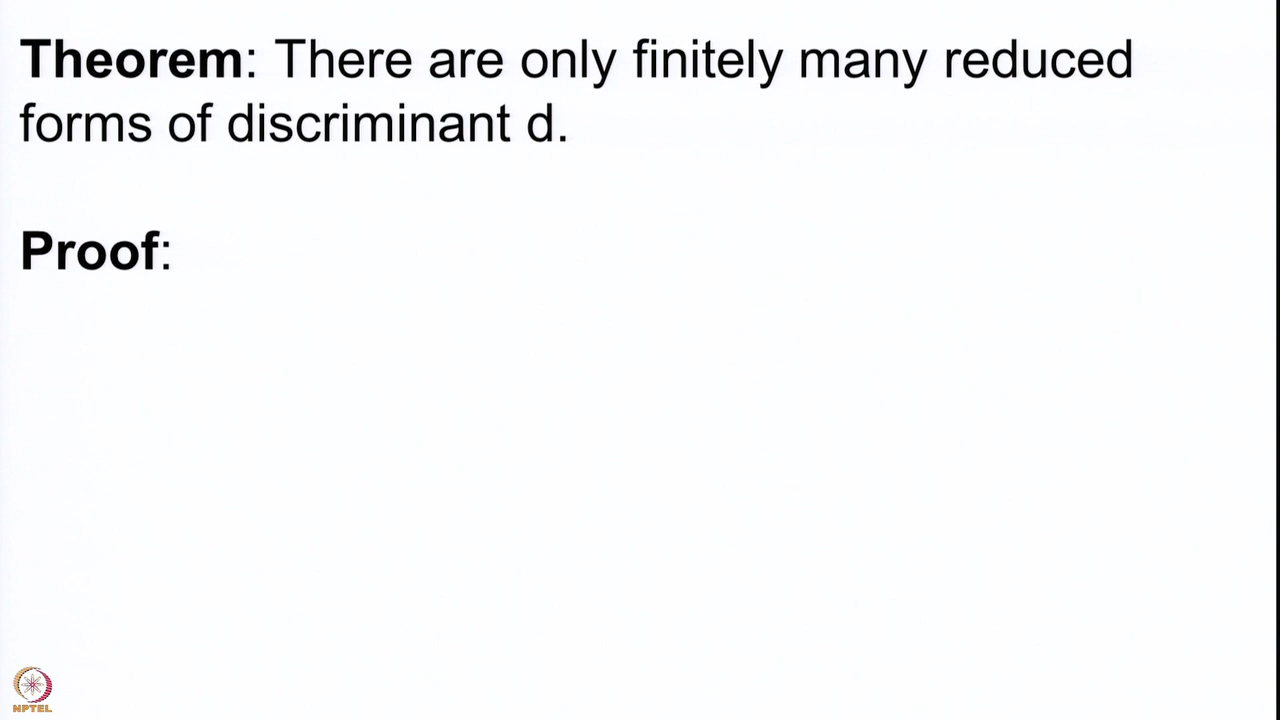 Theorem: There are only finitely many reduced
forms of discriminant d.
Proof:
NPTEL